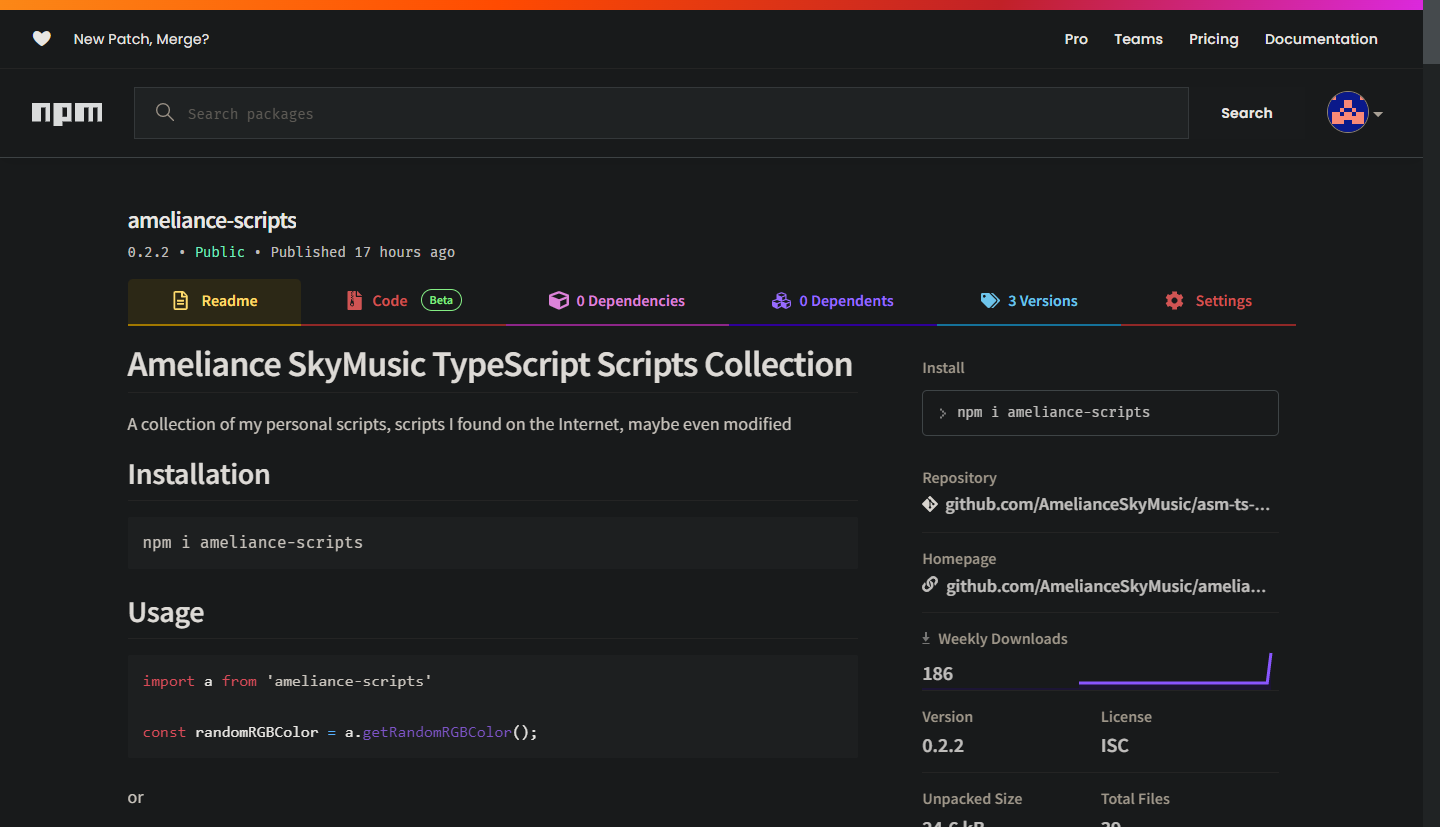 New Patch, Merge?
Pro Teams Pricing Documentation
npm
Search packages
Search
ameliance-scripts
0.2.2 • Public • Published 17 hours ago
Readme
Code Beta
0 Dependencies
0 Dependents
3 Versions
Settings
Ameliance SkyMusic TypeScript Scripts Collection
A collection of my personal scripts, scripts I found on the Internet, maybe even modified
Installation
npm i ameliance-scripts
Usage
import a from 'ameliance-scripts'
const randomRGBColor = a.getRandomRGBColor();
or
Install
> npm i ameliance-scripts
Repository
github.com/AmelianceSkyMusic/asm-ts-...
Homepage
github.com/AmelianceSkyMusic/amelia...
Weekly Downloads
186
Version
0.2.2
License
ISC
Unpacked Size
Total Files